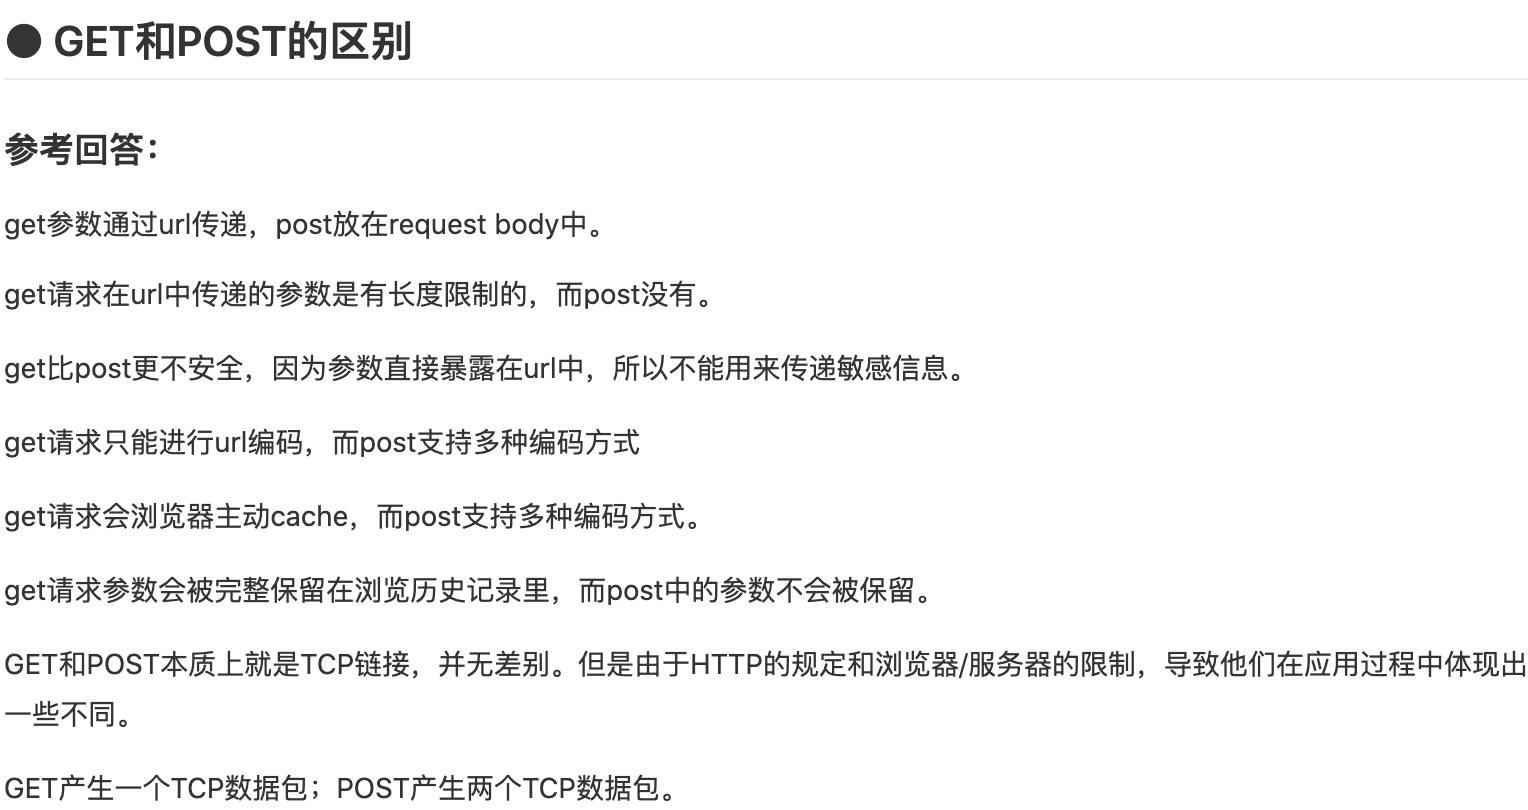 ● GET和POST的区别
参考回答：
get参数通过url传递，post放在request body中。
get请求在url中传递的参数是有长度限制的，而post没有。
get比post更不安全，因为参数直接暴露在url中，所以不能用来传递敏感信息。
get请求只能进行url编码，而post支持多种编码方式
get请求会浏览器主动cache，而post支持多种编码方式。
get请求参数会被完整保留在浏览历史记录里，而post中的参数不会被保留。
GET和POST本质上就是TCP链接，并无差别。但是由于HTTP的规定和浏览器/服务器的限制，导致他们在应用过程中体现出
一些不同。
GET产生一个TCP数据包；POST产生两个TCP数据包。